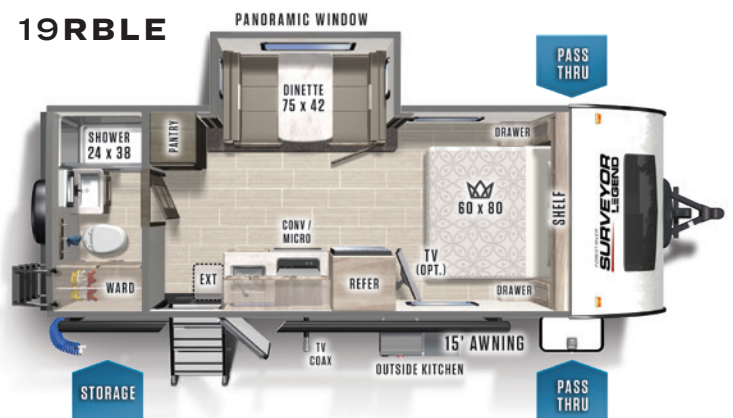 19RBLE
PANORAMIC WINDOW
PASS
THRU
DINETTE
75 x 42
SHOWER
24 x 38
PANTRY
DRAWER
60 x 80
SHELF
SURVEYOR
LEGEND
CONV /
MICRO
TV
(OPT.)
EXT
REFER
WARD
DRAWER
15' AWNING
TV
COAX
OUTSIDE KITCHEN
STORAGE
PASS
THRU